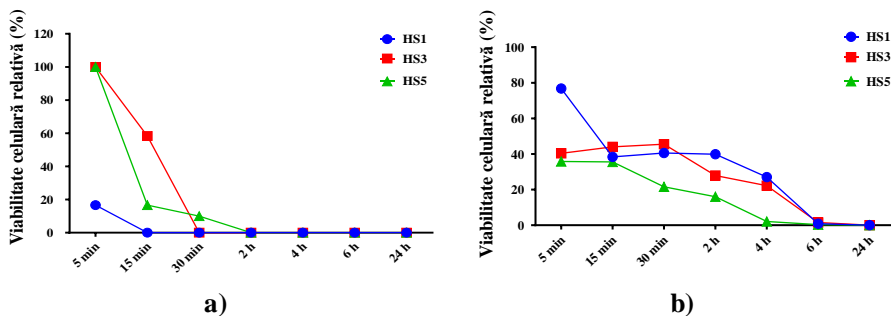 Viabilitate celulară relativă (%)
120
100
80
60
40
20
0
5 min
15 min
30 min
2 h
4 h
6 h
24 h
HS1
HS3
HS5
a)
Viabilitate celulară relativă (%)
100
80
60
40
20
0
5 min
15 min
30 min
2 h
4 h
6 h
24 h
HS1
HS3
HS5
b)